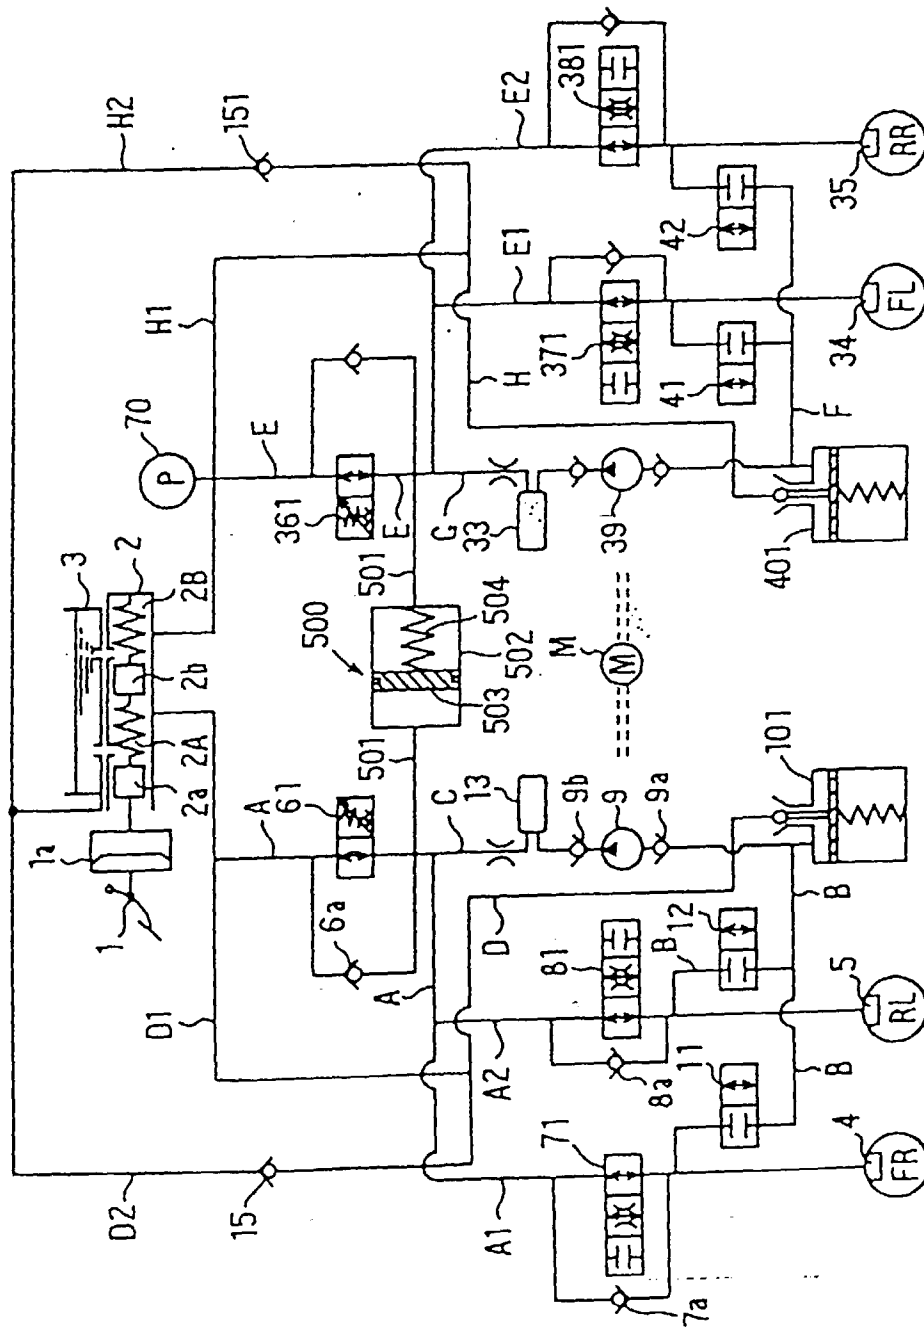 H2
151
E2
381
H1
70
P
E
E1
3
2
2B
2b
2A
2a
1a
1
361
E
H
371
42
35
RR
500
501
504
502
503
501
G
33
41
34
FL
F
39
401
M
M
A
61
6a
C
13
9b
9
9a
101
D1
A
D
81
B
12
B
D2
15
A2
8a
11
5
RL
B
A1
71
7a
4
FR